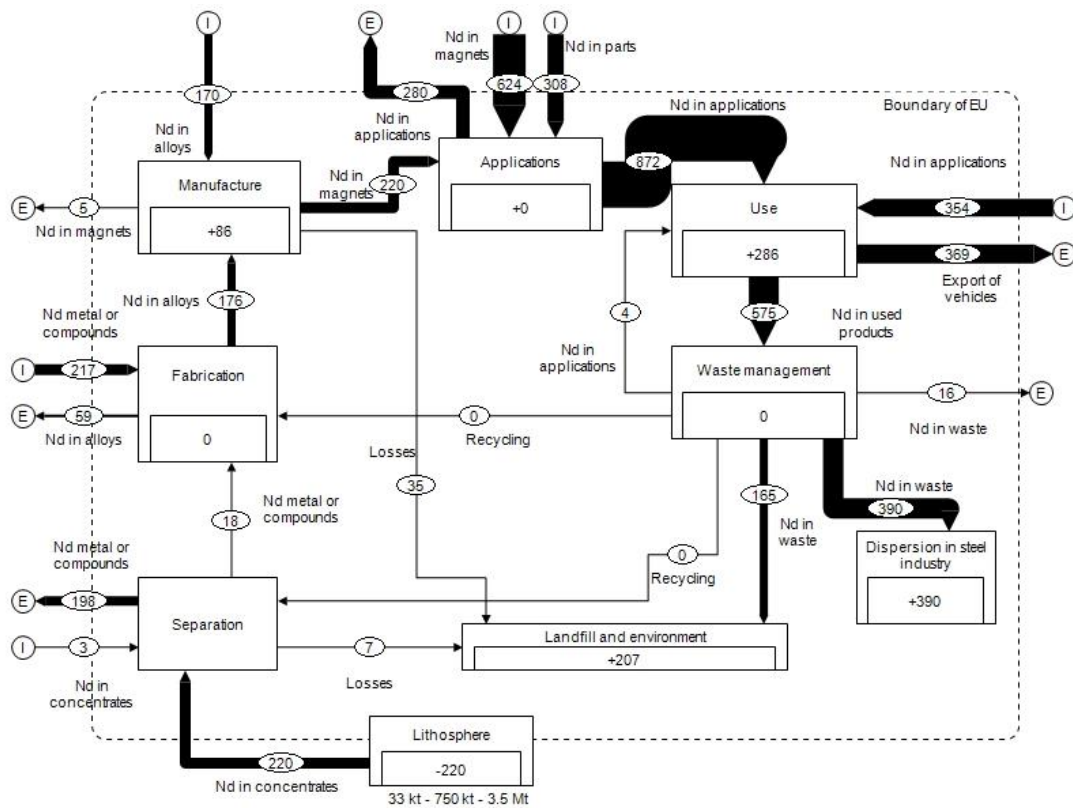 E
I
I
I
Nd in
magnets
Nd in parts
170
280
624
308
Nd in applications
Boundary of EU
Nd in
alloys
Nd in
applications
Applications
872
Nd in applications
Manufacture
Nd in
magnets
220
+0
Use
E
5
354
I
Nd in magnets
+86
+286
369
E
Export of
vehicles
Nd in alloys
176
4
575
Nd in used
products
Nd metal or
compounds
Nd in
applications
I
217
Fabrication
Waste management
E
59
0
16
E
Nd in alloys
0
0
Recycling
Nd in waste
Losses
35
165
Nd in waste
390
Nd metal or
compounds
18
Nd in
waste
Nd metal or
compounds
0
Recycling
Dispersion in steel
industry
E
198
+390
Separation
Landfill and environment
I
3
7
+207
Nd in
concentrates
Losses
Lithosphere
220
-220
Nd in concentrates
33 kt - 750 kt - 3.5 Mt